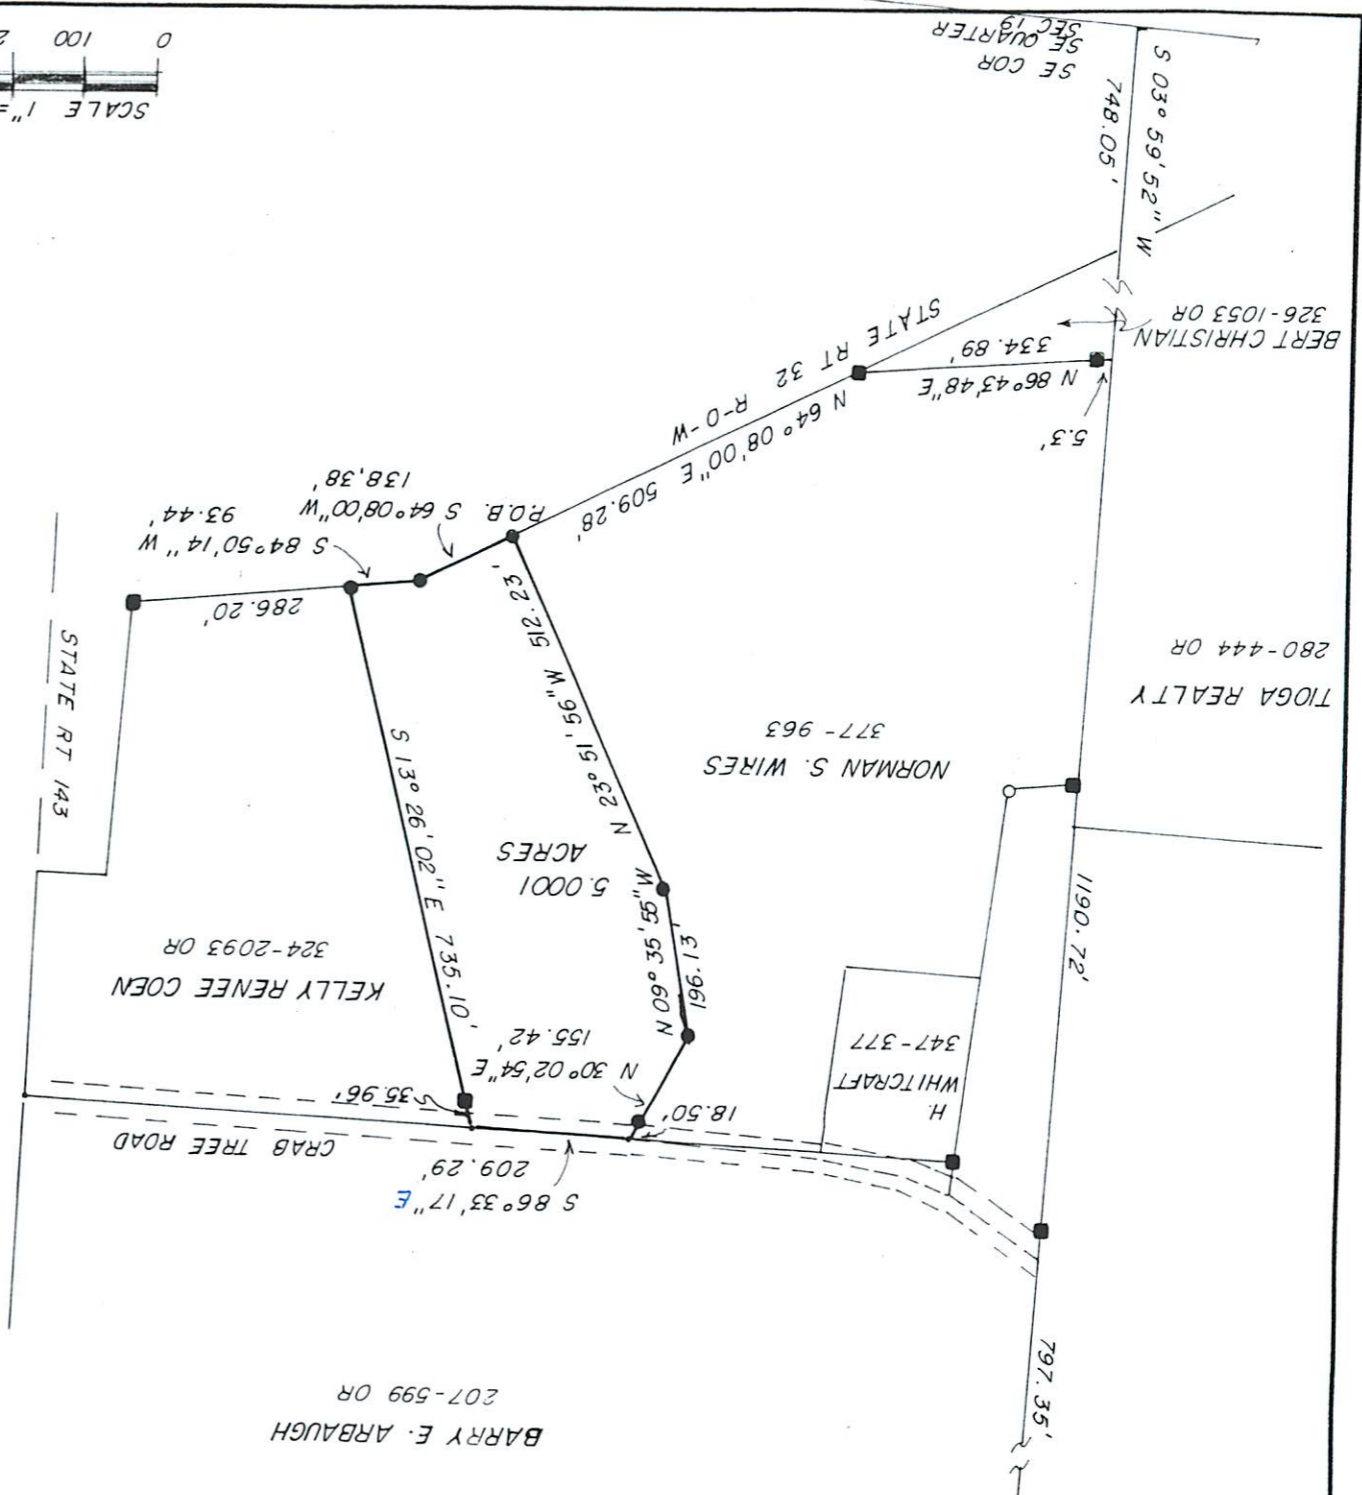 BARRY E. ARBAUGH
207-599 OR
797.35'
S 86°33'17"E
209.29'
CRAB TREE ROAD
18.50'
35.96'
H.
WHITCRAFT
347-377
N 30°02'54"E
155.42'
196.13'
N 09°35'55"W
KELLY RENEE COEN
324-2093 OR
1190.72'
5.0001
ACRES
S 13°26'02"E 735.10'
N 23°51'56"W 512.23'
NORMAN S. WIRES
377-963
STATE RT 143
TIOGA REALTY
280-444 OR
286.20'
S 84°50'14"W
93.44'
P.O.B.
S 64°08'00"W
138.38'
N 64°08'00"E 509.28'
STATE RT 32 R-O-W
5.3'
N 86°43'48"E
334.89'
BERT CHRISTIAN
326-1053 OR
S 03°59'52"W
748.05'
SCALE 1"=
0 100 2
SE COR
SE QUARTER
SEC 19